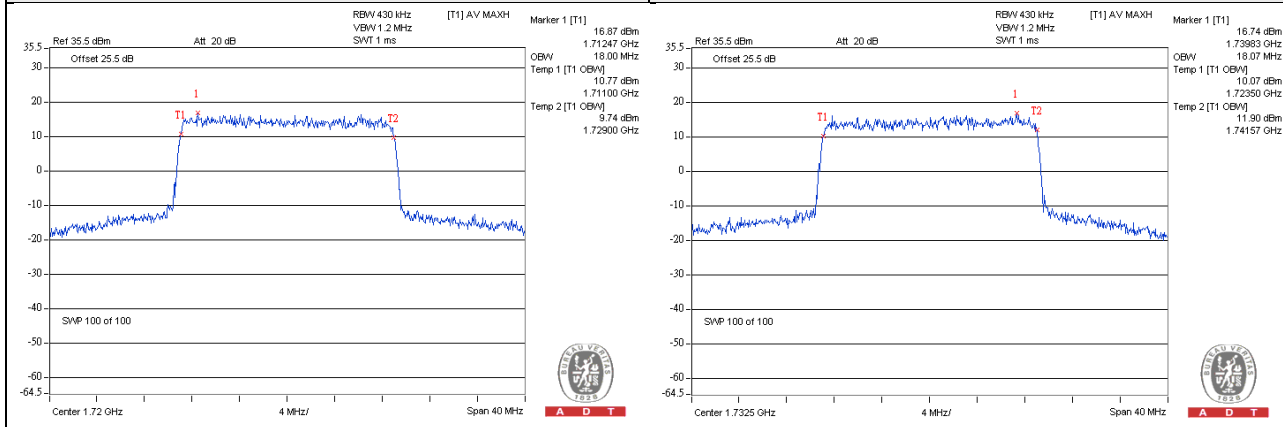 RBW 430 kHz [T1] AV MAXH
VBW 1.2 MHz
Ref 35.5 dBm Att 20 dB SWT 1 ms
Marker 1 [T1]
16.87 dBm
1.71247 GHz
OBW 18.00 MHz
Temp 1 [T1 OBW]
10.77 dBm
1.71100 GHz
Temp 2 [T1 OBW]
9.74 dBm
1.72900 GHz
35.5
Offset 25.5 dB
30
20
1
T1
T2
10
0
-10
-20
-30
-40
SWP 100 of 100
-50
-60
-64.5
Center 1.72 GHz 4 MHz/ Span 40 MHz
BUREAU VERITAS
1828
A D T
RBW 430 kHz [T1] AV MAXH
VBW 1.2 MHz
Ref 35.5 dBm Att 20 dB SWT 1 ms
Marker 1 [T1]
16.74 dBm
1.73983 GHz
OBW 18.07 MHz
Temp 1 [T1 OBW]
10.07 dBm
1.72350 GHz
Temp 2 [T1 OBW]
11.90 dBm
1.74157 GHz
35.5
Offset 25.5 dB
30
20
1
T1
T2
10
0
-10
-20
-30
-40
SWP 100 of 100
-50
-60
-64.5
Center 1.7325 GHz 4 MHz/ Span 40 MHz
BUREAU VERITAS
1828
A D T